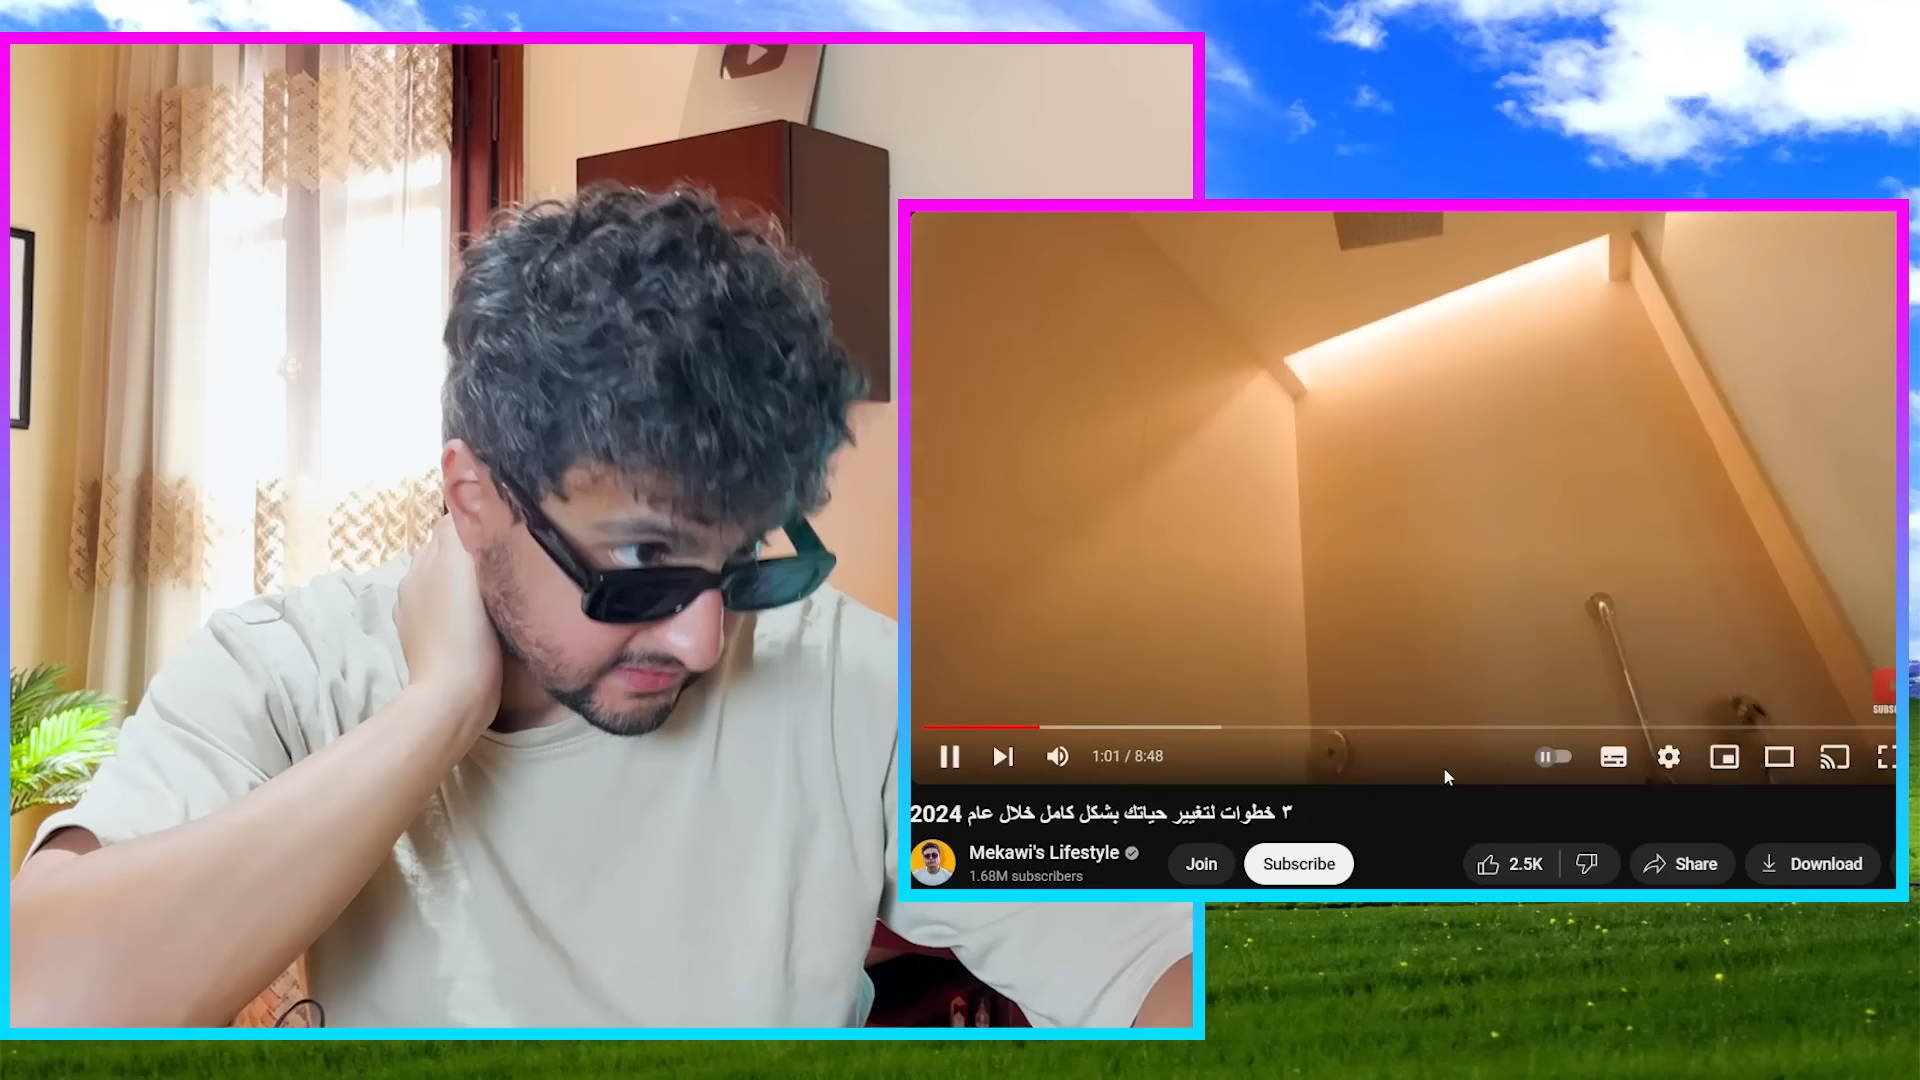 SUBSC
1:01 / 8:48
٣ خطوات لتغيير حياتك بشكل كامل خلال عام 2024
Mekawi's Lifestyle
1.68M subscribers
Join
Subscribe
2.5K
Share
Download